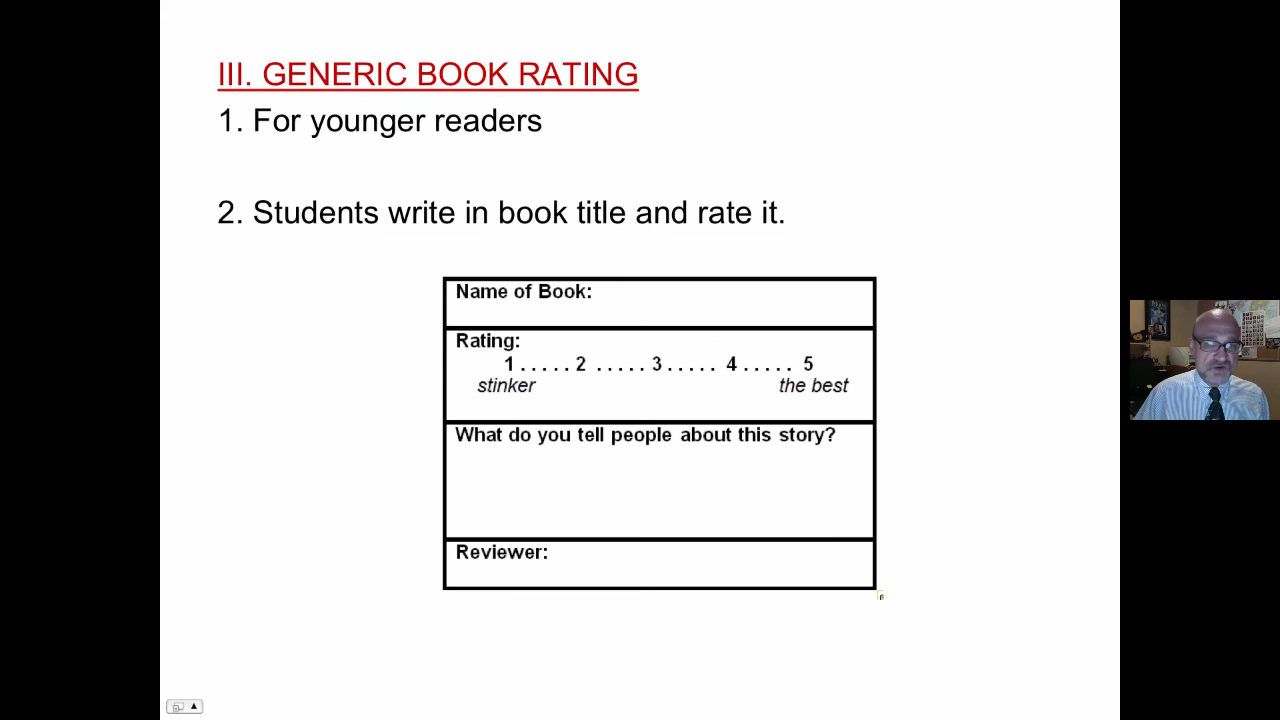 III. GENERIC BOOK RATING
1. For younger readers
2. Students write in book title and rate it.
Name of Book:
Rating:
1 . . . . . 2 . . . . . 3 . . . . . 4 . . . . . 5
stinker the best
What do you tell people about this story?
Reviewer: